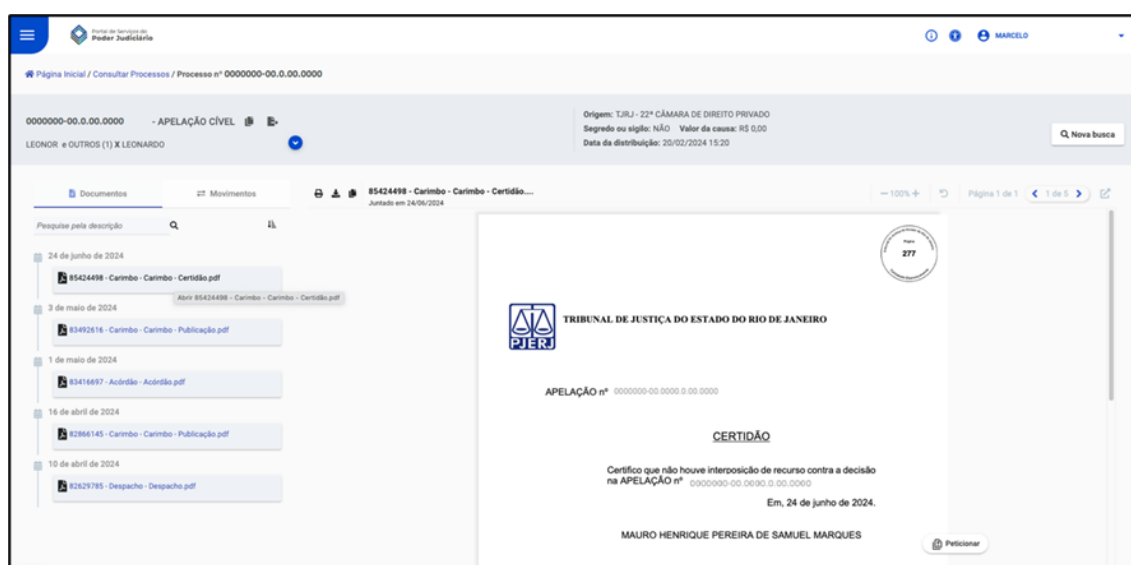 Portal de Serviços do
Poder Judiciário
MARCELO
Página Inicial / Consultar Processos / Processo nº 0000000-00.0.00.0000
0000000-00.0.00.0000 - APELAÇÃO CÍVEL
LEONOR e OUTROS (1) X LEONARDO
Origem: TJRJ - 22ª CÂMARA DE DIREITO PRIVADO
Segredo ou sigilo: NÃO Valor da causa: R$ 0,00
Data da distribuição: 20/02/2024 15:20
Nova busca
Documentos
Movimentos
Pesquise pela descrição
24 de junho de 2024
85424498 - Carimbo - Carimbo - Certidão.pdf
Abrir 85424498 - Carimbo - Carimbo - Certidão.pdf
3 de maio de 2024
83492616 - Carimbo - Carimbo - Publicação.pdf
1 de maio de 2024
83416697 - Acórdão - Acórdão.pdf
16 de abril de 2024
82866145 - Carimbo - Carimbo - Publicação.pdf
10 de abril de 2024
82629785 - Despacho - Despacho.pdf
85424498 - Carimbo - Carimbo - Certidão....
Juntado em 24/06/2024
100%
Página 1 de 1
1 de 5
277
PJERJ
TRIBUNAL DE JUSTIÇA DO ESTADO DO RIO DE JANEIRO
APELAÇÃO nº 0000000-00.0000.0.00.0000
CERTIDÃO
Certifico que não houve interposição de recurso contra a decisão
na APELAÇÃO nº 0000000-00.0000.0.00.0000
Em, 24 de junho de 2024.
MAURO HENRIQUE PEREIRA DE SAMUEL MARQUES
Peticionar